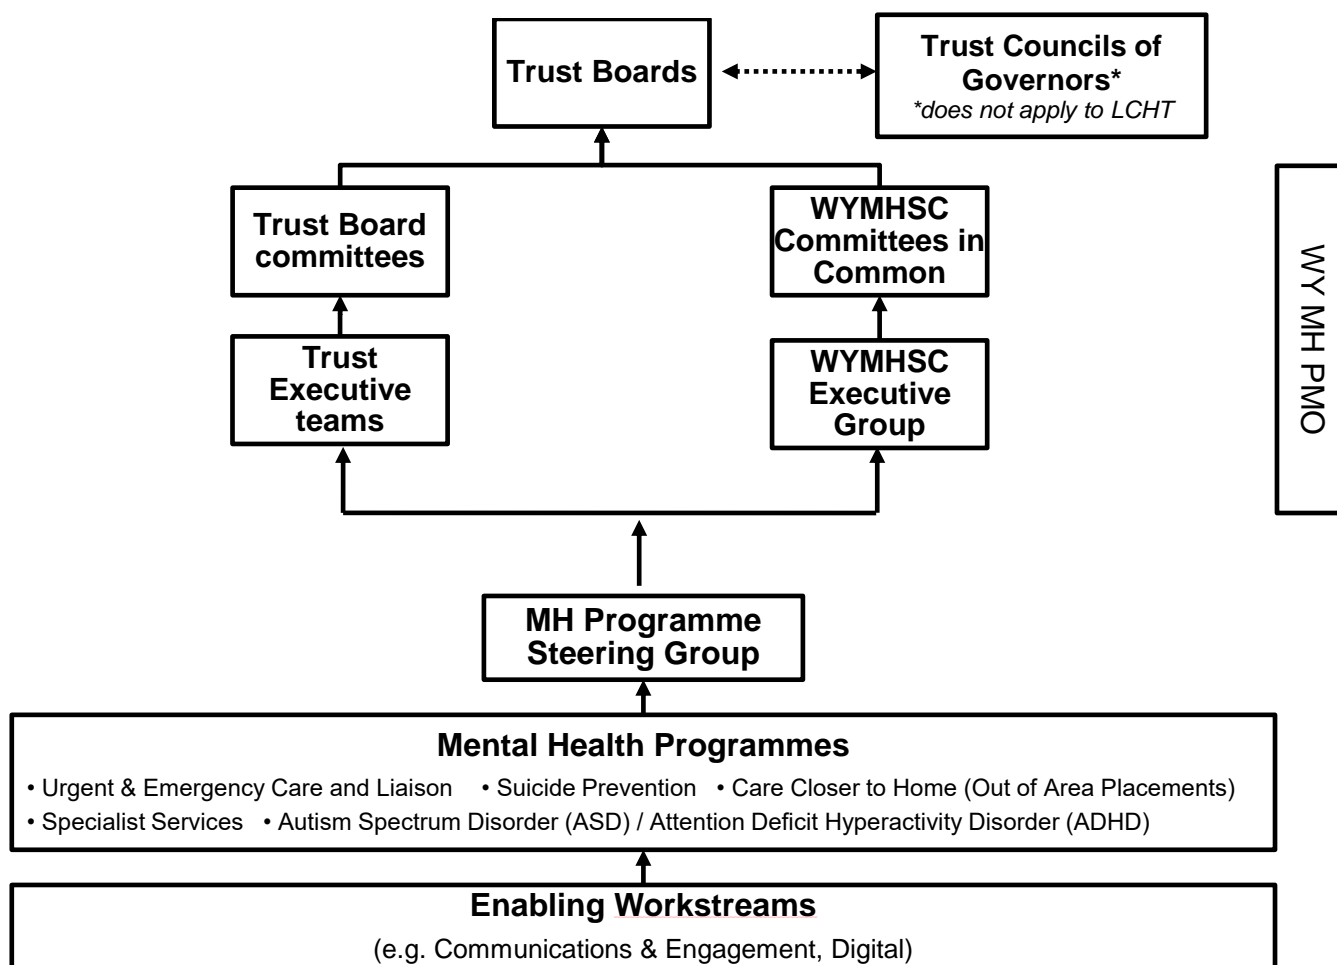 Trust Boards
Trust Councils of
Governors*
*does not apply to LCHT
Trust Board
committees
WYMHSC
Committees in
Common
WY MH PMO
Trust
Executive
teams
WYMHSC
Executive
Group
MH Programme
Steering Group
Mental Health Programmes
• Urgent & Emergency Care and Liaison • Suicide Prevention • Care Closer to Home (Out of Area Placements)
• Specialist Services • Autism Spectrum Disorder (ASD) / Attention Deficit Hyperactivity Disorder (ADHD)
Enabling Workstreams
(e.g. Communications & Engagement, Digital)